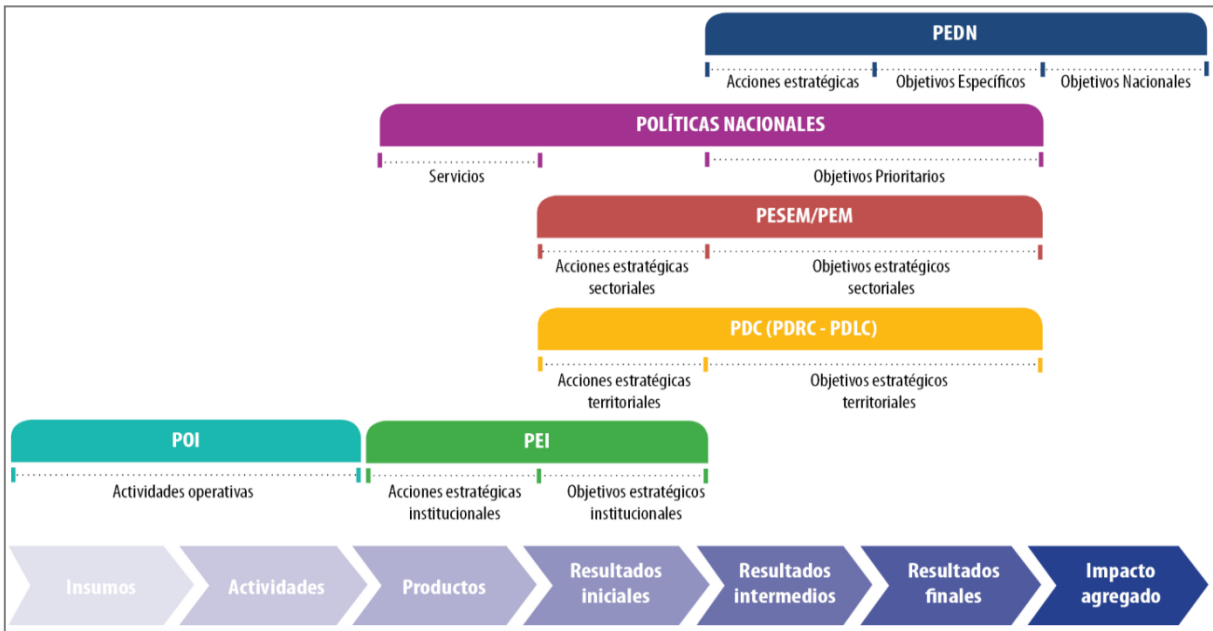 PEDN
Acciones estratégicas
Objetivos Específicos
Objetivos Nacionales
POLÍTICAS NACIONALES
Servicios
Objetivos Prioritarios
PESEM/PEM
Acciones estratégicas
sectoriales
Objetivos estratégicos
sectoriales
PDC (PDRC - PDLC)
Acciones estratégicas
territoriales
Objetivos estratégicos
territoriales
POI
Actividades operativas
PEI
Acciones estratégicas
institucionales
Objetivos estratégicos
institucionales
Insumos
Actividades
Productos
Resultados
iniciales
Resultados
intermedios
Resultados
finales
Impacto
agregado